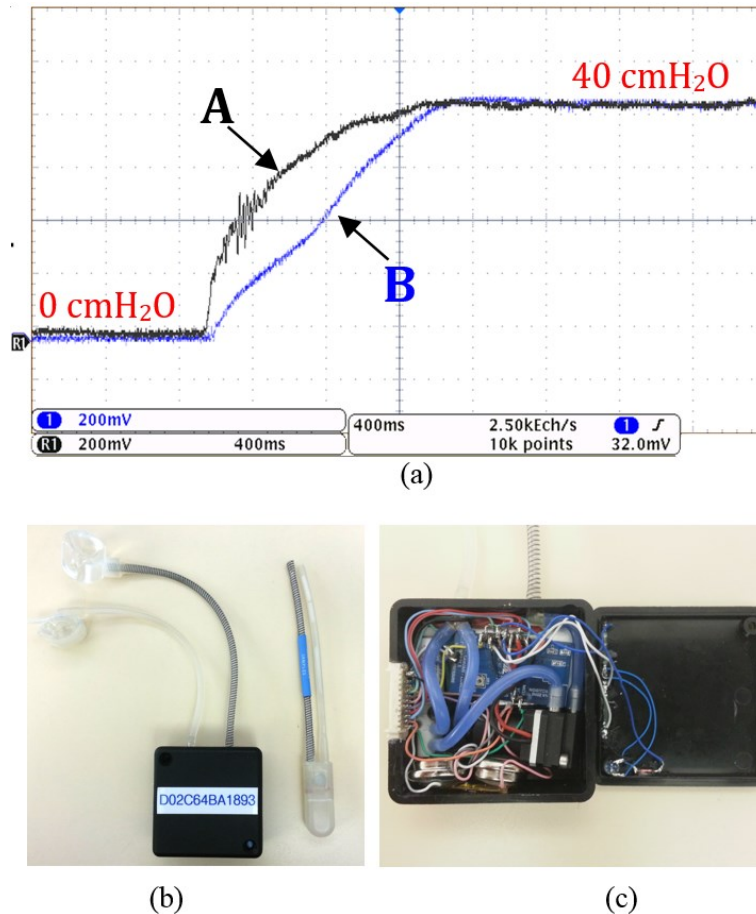 40 cmH₂O
A
B
0 cmH₂O
R1
1 200mV
R1 200mV 400ms
400ms 2.50kEch/s 1
10k points 32.0mV
(a)
D02C64BA1893
(b) (c)